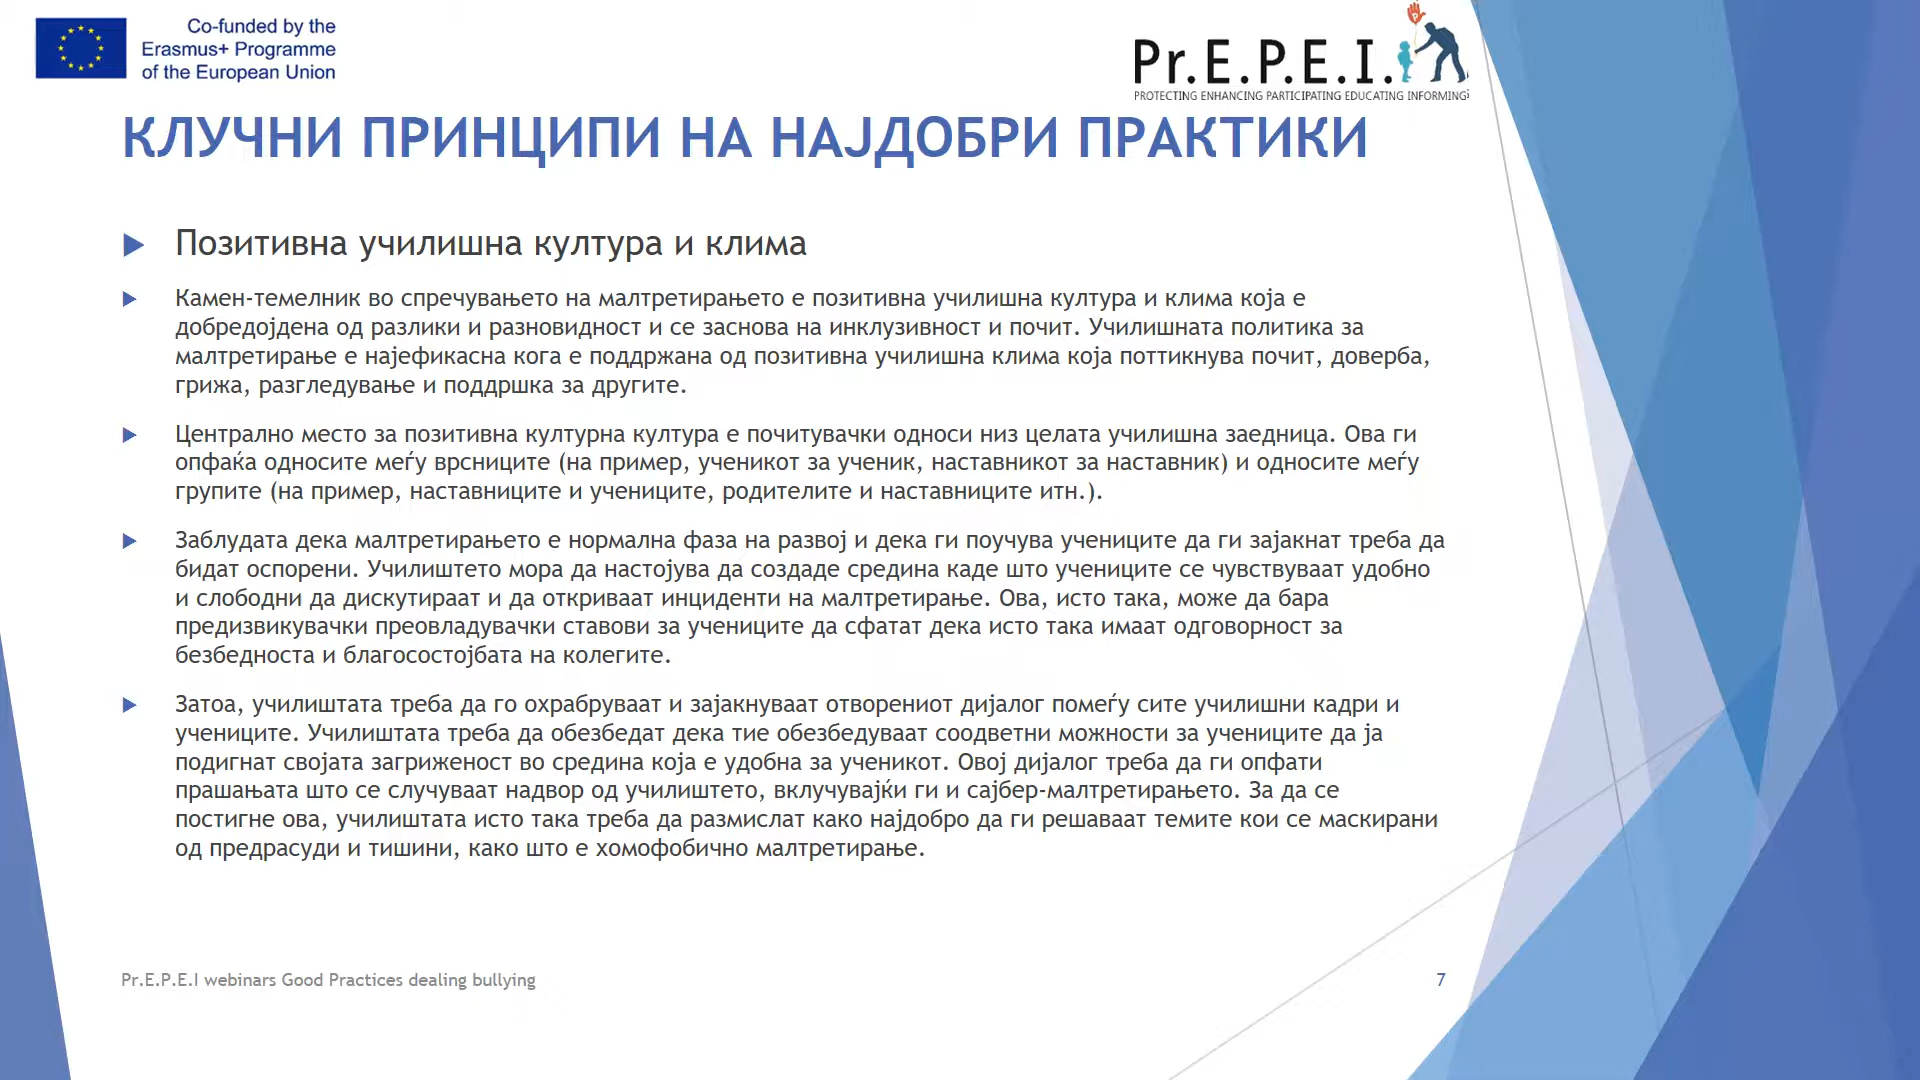 Co-funded by the
Erasmus+ Programme
of the European Union
Pr.E.P.E.I.
PROTECTING ENHANCING PARTICIPATING EDUCATING INFORMING
КЛУЧНИ ПРИНЦИПИ НА НАЈДОБРИ ПРАКТИКИ
Позитивна училишна култура и клима
Камен-темелник во спречувањето на малтретирањето е позитивна училишна култура и клима која е
добредојдена од разлики и разновидност и се заснова на инклузивност и почит. Училишната политика за
малтретирање е најефикасна кога е поддржана од позитивна училишна клима која поттикнува почит, доверба,
грижа, разгледување и поддршка за другите.
Централно место за позитивна културна култура е почитувачки односи низ целата училишна заедница. Ова ги
опфаќа односите меѓу врсниците (на пример, ученикот за ученик, наставникот за наставник) и односите меѓу
групите (на пример, наставниците и учениците, родителите и наставниците итн.).
Заблудата дека малтретирањето е нормална фаза на развој и дека ги поучува учениците да ги зајакнат треба да
бидат оспорени. Училиштето мора да настојува да создаде средина каде што учениците се чувствуваат удобно
и слободни да дискутираат и да откриваат инциденти на малтретирање. Ова, исто така, може да бара
предизвикувачки преовладувачки ставови за учениците да сфатат дека исто така имаат одговорност за
безбедноста и благосостојбата на колегите.
Затоа, училиштата треба да го охрабруваат и зајакнуваат отворениот дијалог помеѓу сите училишни кадри и
учениците. Училиштата треба да обезбедат дека тие обезбедуваат соодветни можности за учениците да ја
подигнат својата загриженост во средина која е удобна за ученикот. Овој дијалог треба да ги опфати
прашањата што се случуваат надвор од училиштето, вклучувајќи ги и сајбер-малтретирањето. За да се
постигне ова, училиштата исто така треба да размислат како најдобро да ги решаваат темите кои се маскирани
од предрасуди и тишини, како што е хомофобично малтретирање.
Pr.E.P.E.I webinars Good Practices dealing bullying
7